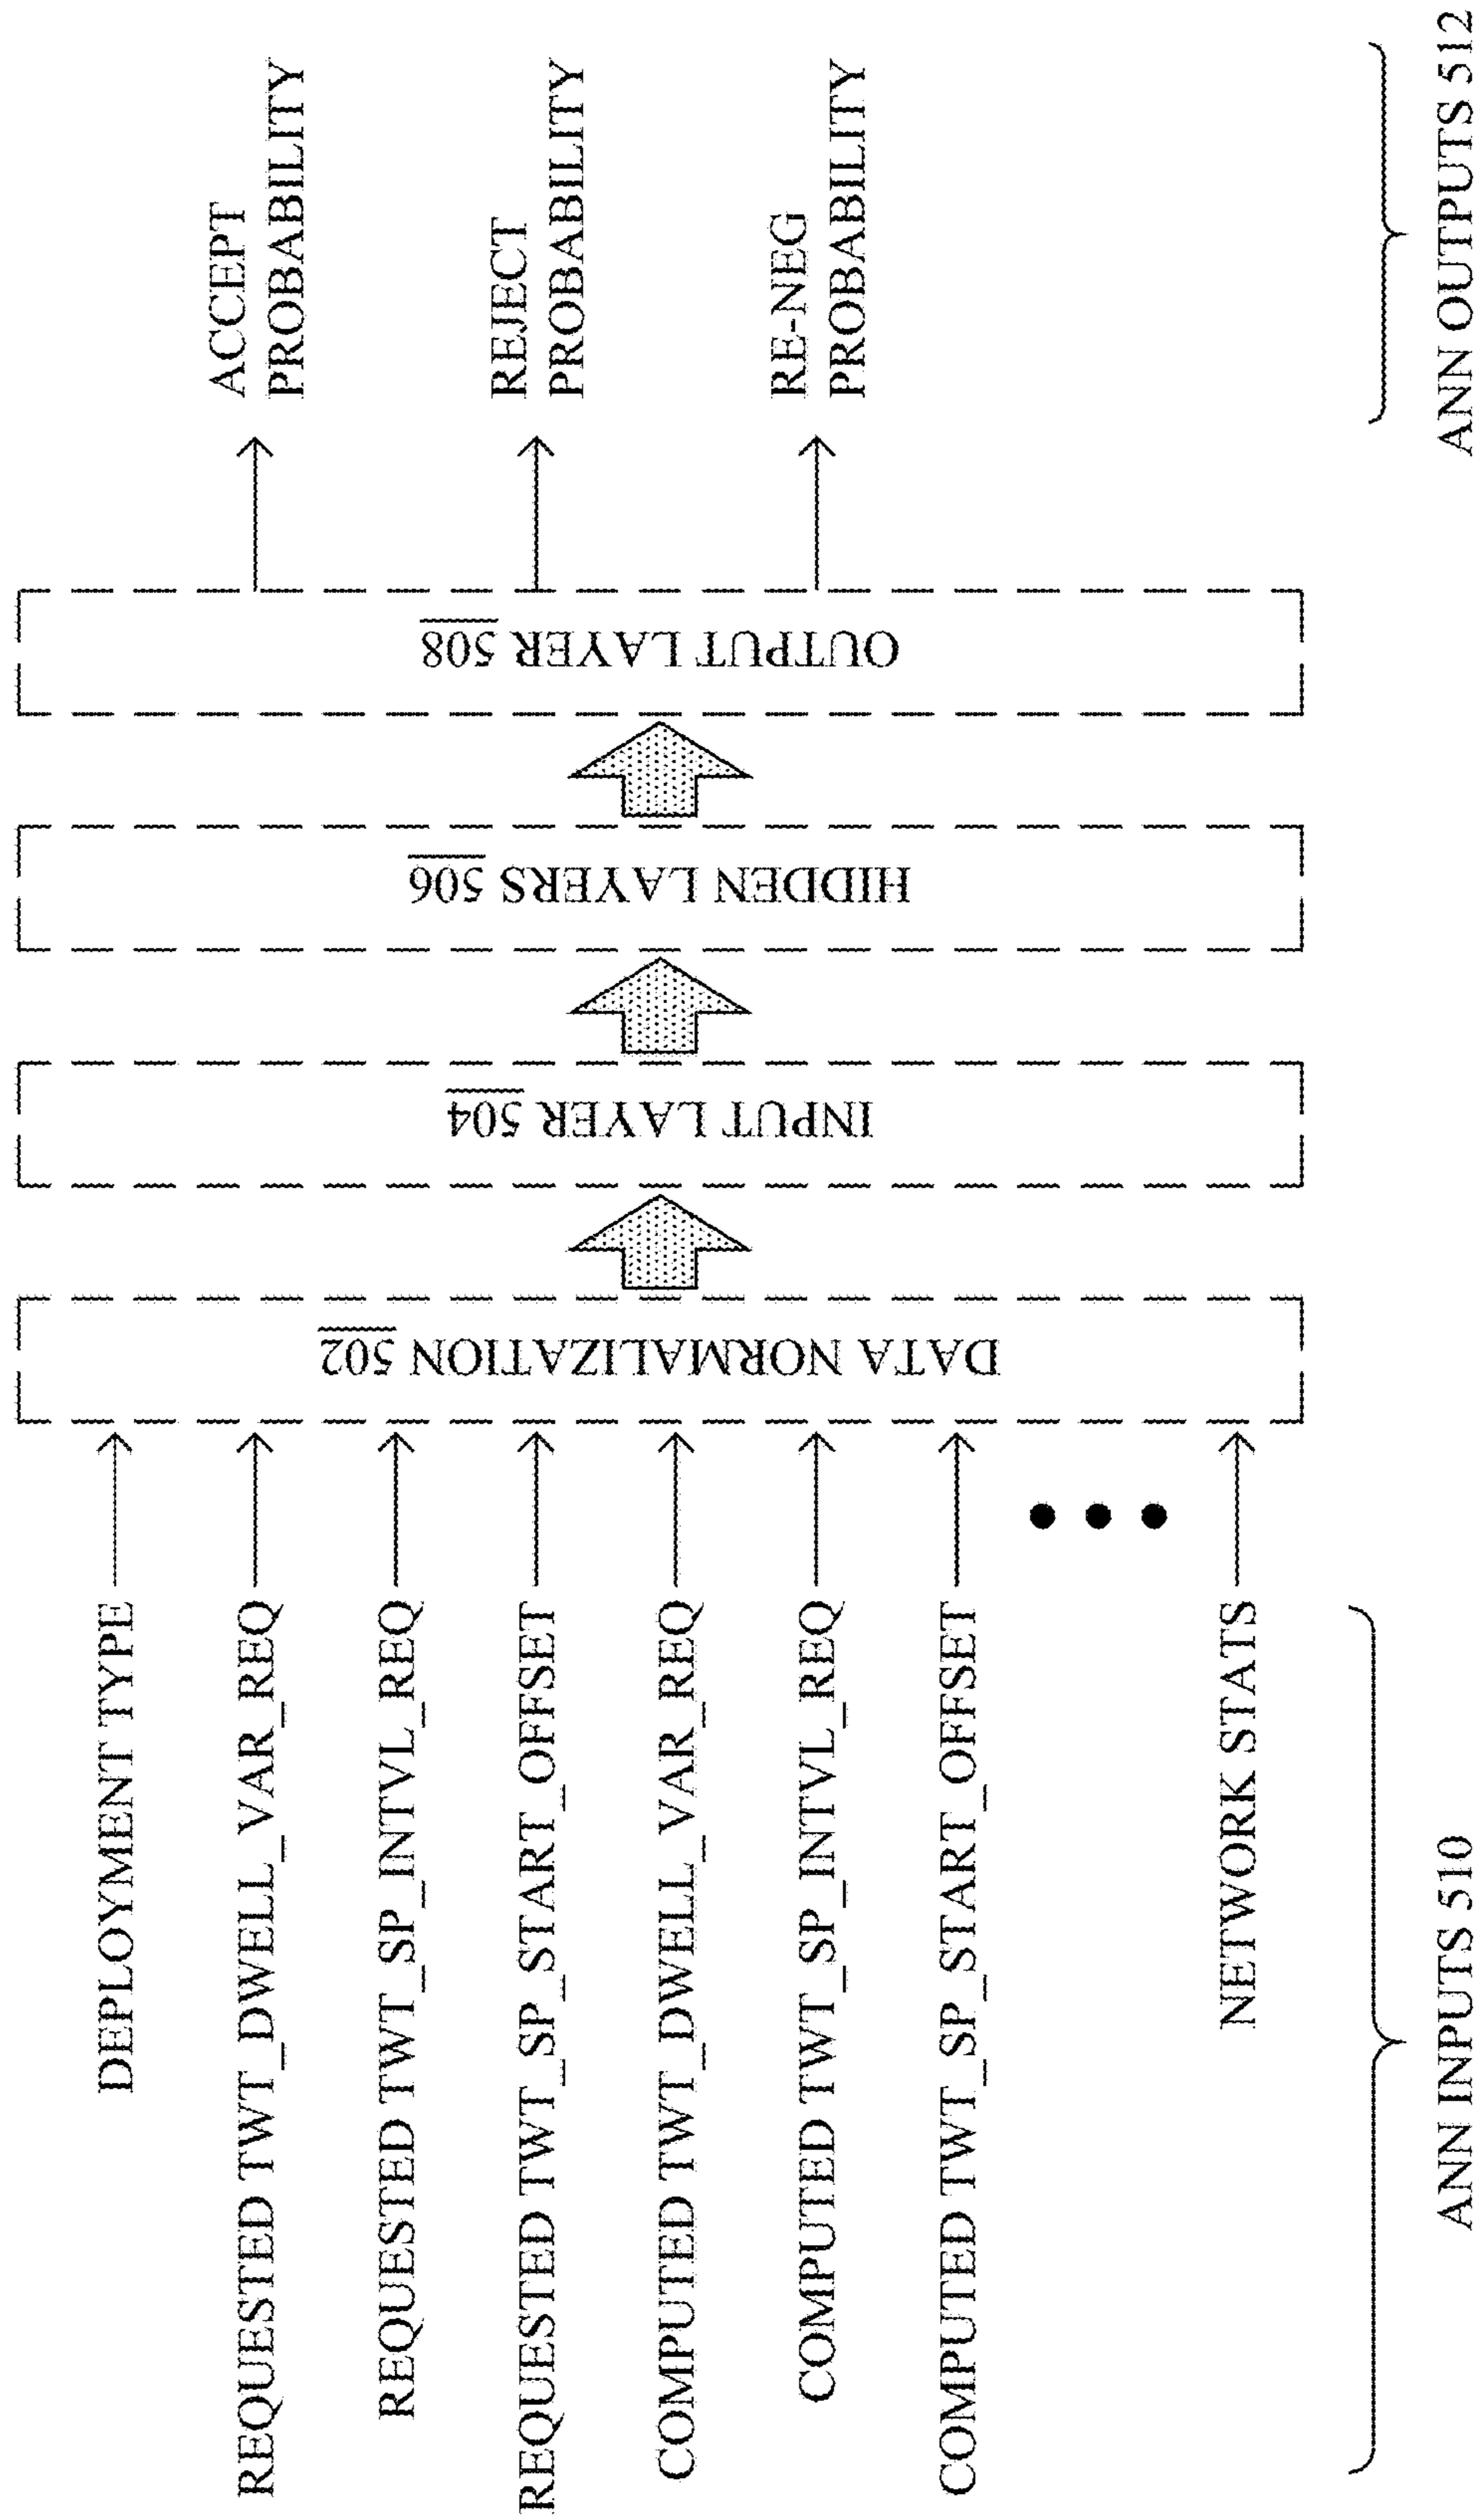 DEPLOYMENT TYPE
REQUESTED TWT_DWELL_VAR_REQ
REQUESTED TWT_SP_INTVL_REQ
REQUESTED TWT_SP_START_OFFSET
COMPUTED TWT_DWELL_VAR_REQ
COMPUTED TWT_SP_INTVL_REQ
COMPUTED TWT_SP_START_OFFSET
NETWORK STATS
ANN INPUTS 510
DATA NORMALIZATION 502
INPUT LAYER 504
HIDDEN LAYERS 506
OUTPUT LAYER 508
ACCEPT
PROBABILITY
REJECT
PROBABILITY
RE-NEG
PROBABILITY
ANN OUTPUTS 512